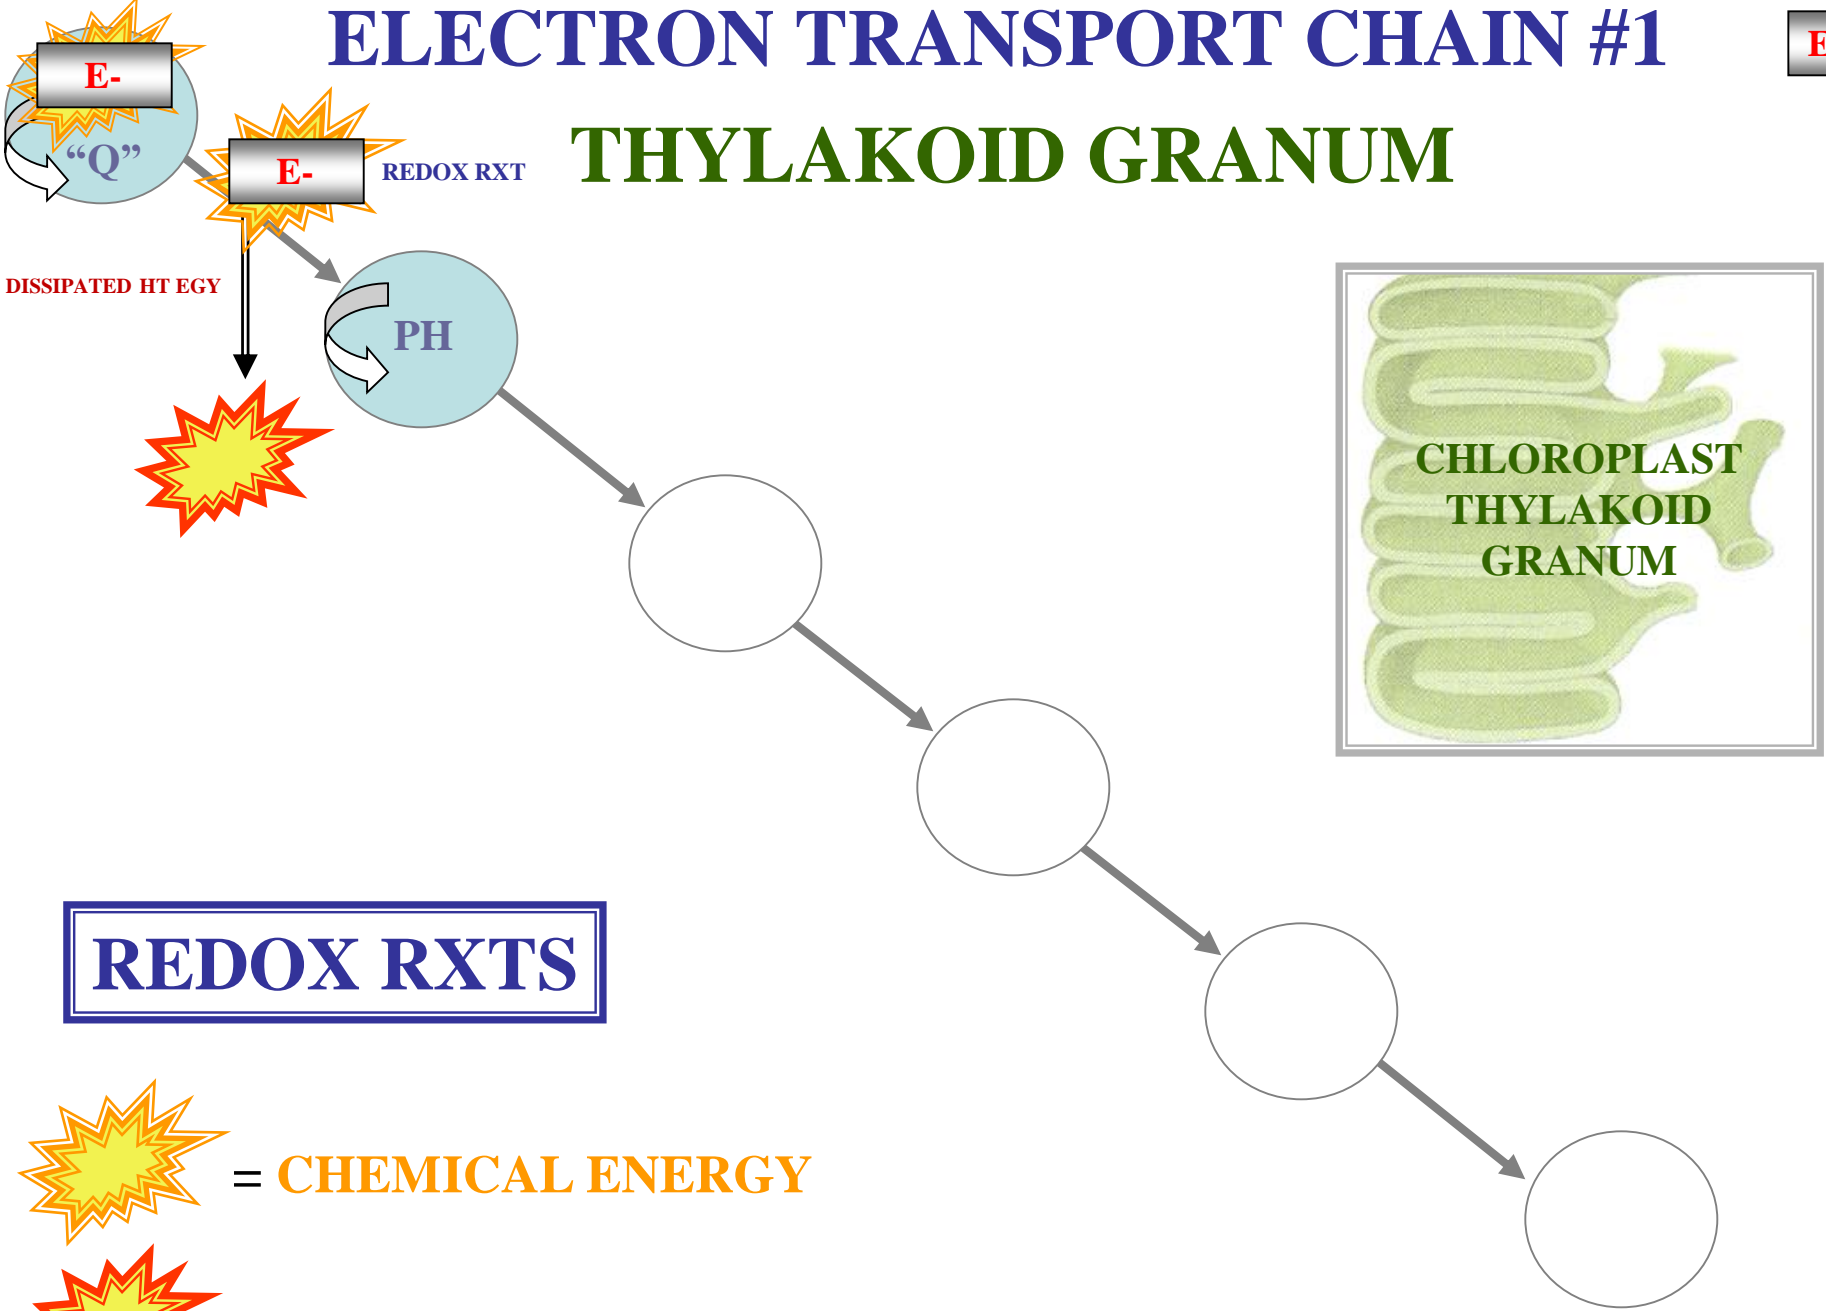 ELECTRON TRANSPORT CHAIN #1
E
THYLAKOID GRANUM
E-
"Q"
E-
REDOX RXT
DISSIPATED HT EGY
PH
CHLOROPLAST
THYLAKOID
GRANUM
REDOX RXTS
= CHEMICAL ENERGY